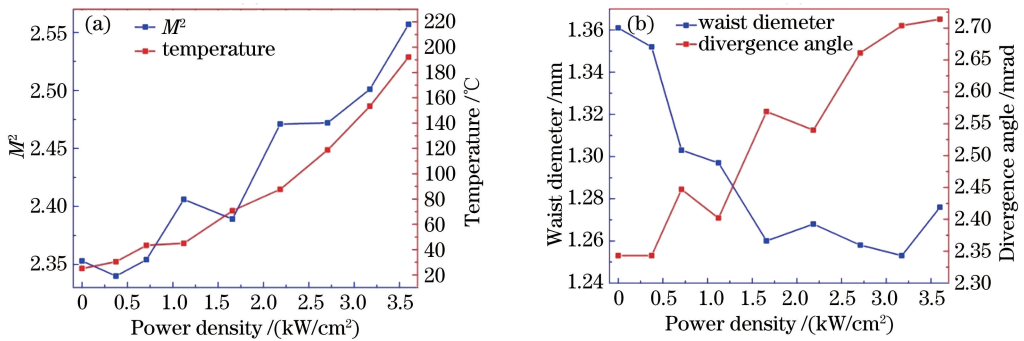 (a)
M²
temperature
2.55
2.50
2.45
2.40
2.35
M²
220
200
180
160
140
120
100
80
60
40
20
Temperature /℃
0 0.5 1.0 1.5 2.0 2.5 3.0 3.5
Power density /(kW/cm²)
(b)
waist diemeter
divergence angle
1.36
1.34
1.32
1.30
1.28
1.26
1.24
Waist diemeter /mm
2.70
2.65
2.60
2.55
2.50
2.45
2.40
2.35
2.30
Divergence angle /mrad
0 0.5 1.0 1.5 2.0 2.5 3.0 3.5
Power density /(kW/cm²)